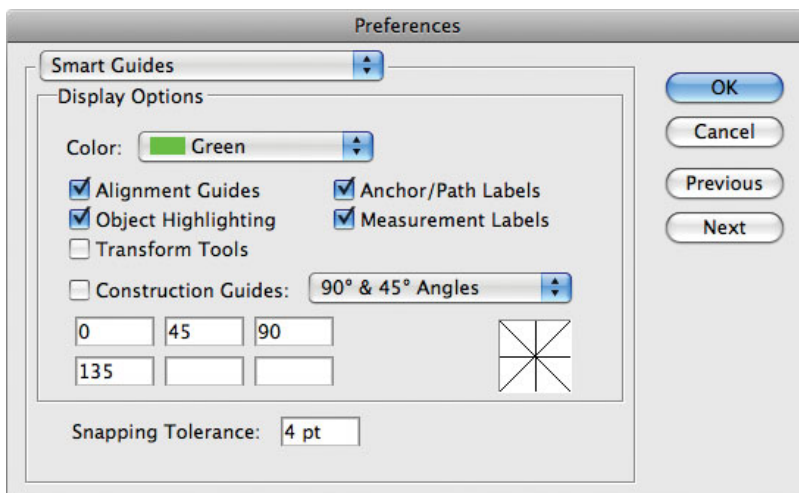 Preferences
Smart Guides
OK
Display Options
Cancel
Color: Green
Previous
Alignment Guides Anchor/Path Labels
Object Highlighting Measurement Labels
Next
Transform Tools
Construction Guides: 90° & 45° Angles
0 45 90
135
Snapping Tolerance: 4 pt